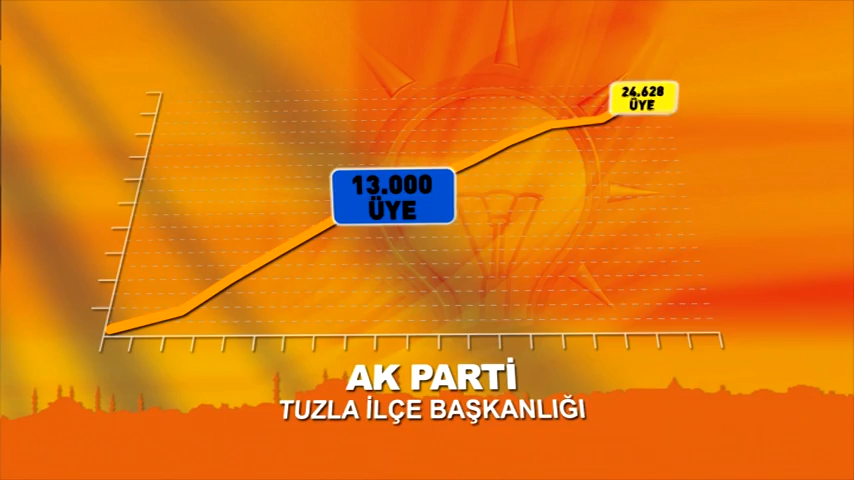 24.628
ÜYE
13.000
ÜYE
AK PARTİ
TUZLA İLÇE BAŞKANLIĞI